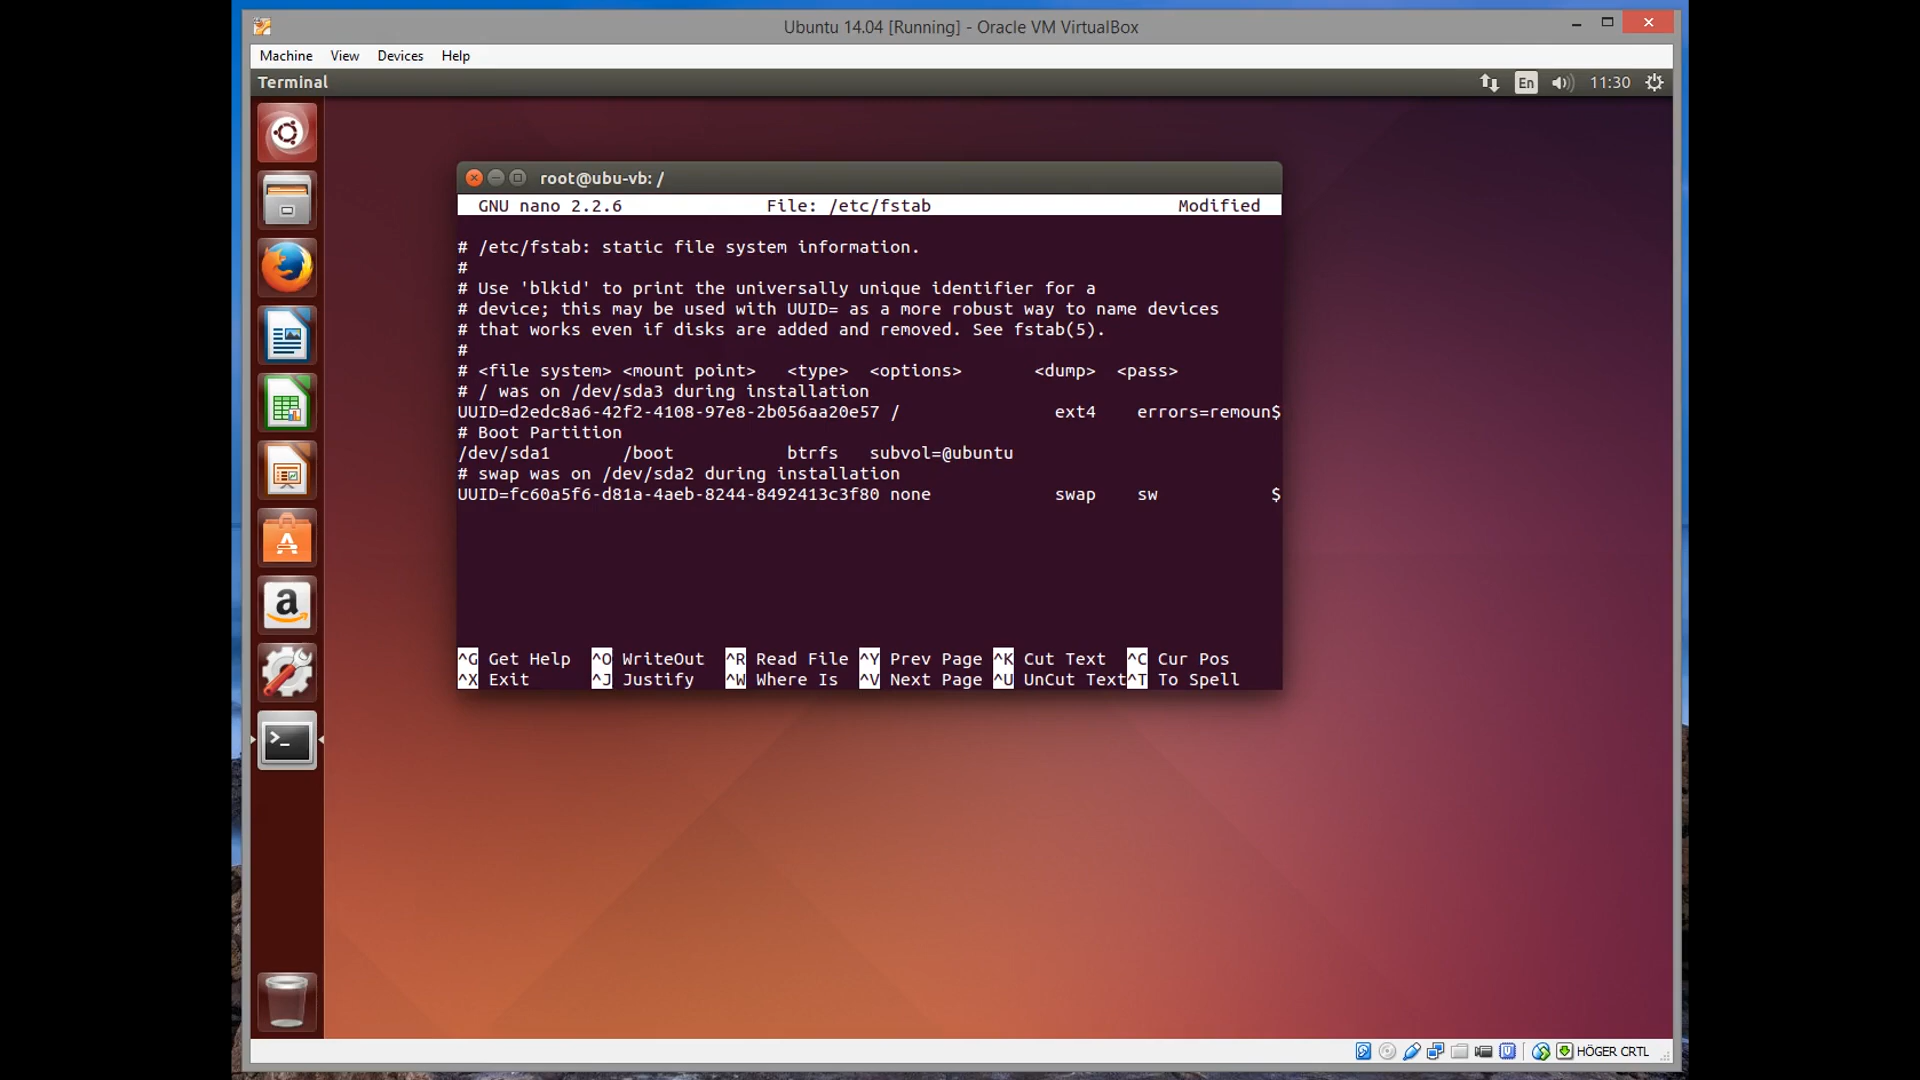 Ubuntu 14.04 [Running] - Oracle VM VirtualBox
Machine View Devices Help
Terminal
En
11:30
root@ubu-vb: /
GNU nano 2.2.6 File: /etc/fstab Modified
# /etc/fstab: static file system information.
#
# Use 'blkid' to print the universally unique identifier for a
# device; this may be used with UUID= as a more robust way to name devices
# that works even if disks are added and removed. See fstab(5).
#
# <file system> <mount point> <type> <options> <dump> <pass>
# / was on /dev/sda3 during installation
UUID=d2edc8a6-42f2-4108-97e8-2b056aa20e57 / ext4 errors=remoun$
# Boot Partition
/dev/sda1 /boot btrfs subvol=@ubuntu
# swap was on /dev/sda2 during installation
UUID=fc60a5f6-d81a-4aeb-8244-8492413c3f80 none swap sw $
^G Get Help ^O WriteOut ^R Read File ^Y Prev Page ^K Cut Text ^C Cur Pos
^X Exit ^J Justify ^W Where Is ^V Next Page ^U UnCut Text ^T To Spell
HÖGER CRTL